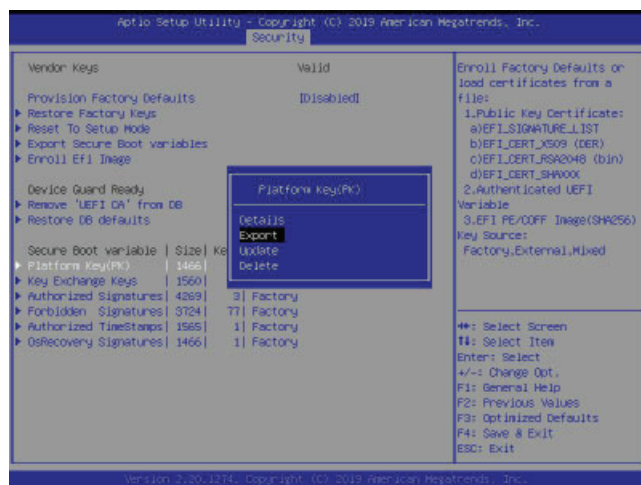 Aptio Setup Utility - Copyright (C) 2019 American Megatrends, Inc.
Security
Vendor Keys Valid
Provision Factory Defaults [Disabled]
Restore Factory Keys
Reset To Setup Mode
Export Secure Boot variables
Enroll Efi Image
Device Guard Ready
Remove 'UEFI CA' from DB
Restore DB defaults
Secure Boot variable | Size| Ke
Platform Key(PK) | 1466|
Key Exchange Keys | 1560|
Authorized Signatures| 4269| 3| Factory
Forbidden Signatures| 3724| 77| Factory
Authorized TimeStamps| 1565| 1| Factory
OsRecovery Signatures| 1466| 1| Factory
Platform Key(PK)
Details
Export
Update
Delete
Enroll Factory Defaults or
load certificates from a
file:
1.Public Key Certificate:
a)EFI_SIGNATURE_LIST
b)EFI_CERT_X509 (DER)
c)EFI_CERT_RSA2048 (bin)
d)EFI_CERT_SHAXXX
2.Authenticated UEFI
Variable
3.EFI PE/COFF Image(SHA256)
Key Source:
Factory,External,Mixed
↔: Select Screen
↑↓: Select Item
Enter: Select
+/-: Change Opt.
F1: General Help
F2: Previous Values
F3: Optimized Defaults
F4: Save & Exit
ESC: Exit
Version 2.20.1274. Copyright (C) 2019 American Megatrends, Inc.